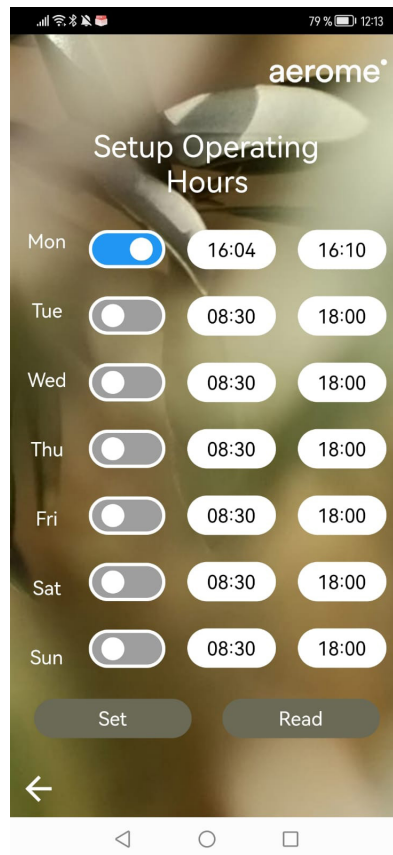 79 % 12:13
aerome
Setup Operating
Hours
Mon 16:04 16:10
Tue 08:30 18:00
Wed 08:30 18:00
Thu 08:30 18:00
Fri 08:30 18:00
Sat 08:30 18:00
Sun 08:30 18:00
Set Read